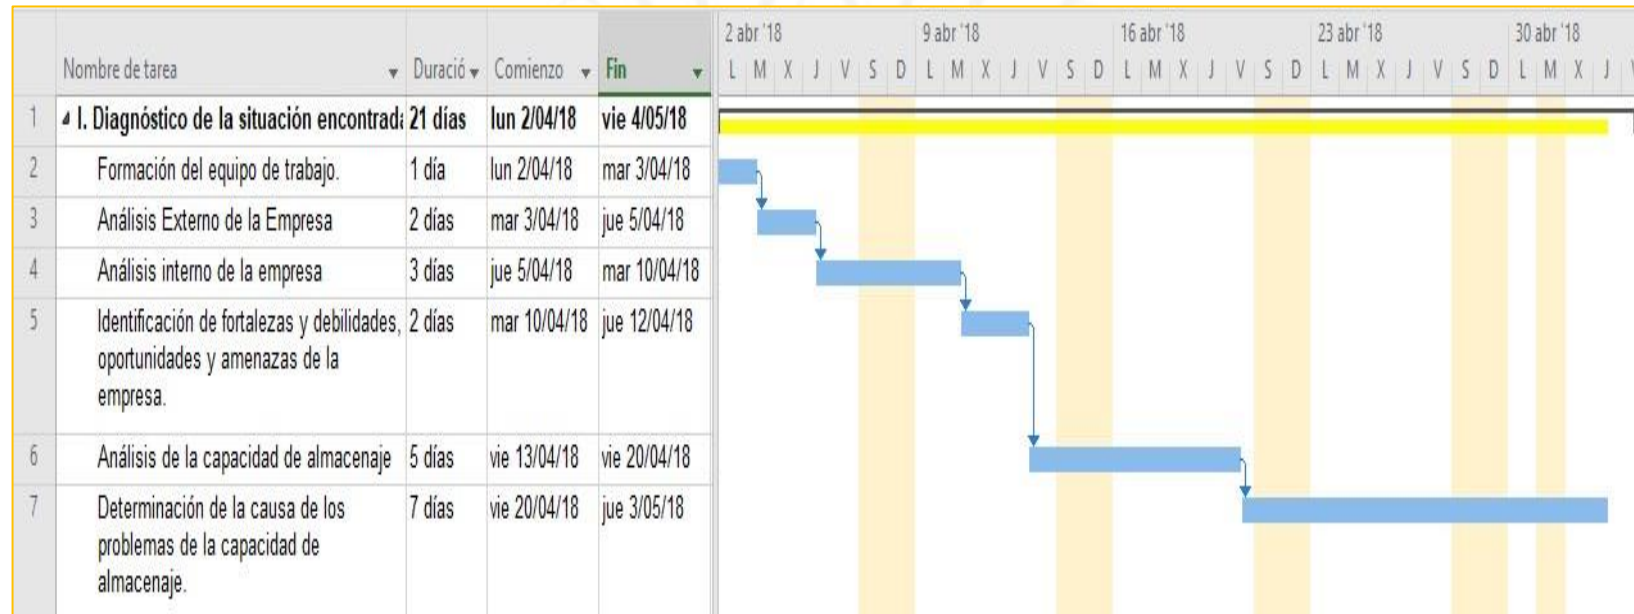 2 abr '18 9 abr '18 16 abr '18 23 abr '18 30 abr '18
Nombre de tarea Duració Comienzo Fin L M X J V S D L M X J V S D L M X J V S D L M X J V S D L M X J V
1 I. Diagnóstico de la situación encontrada 21 días lun 2/04/18 vie 4/05/18
2 Formación del equipo de trabajo. 1 día lun 2/04/18 mar 3/04/18
3 Análisis Externo de la Empresa 2 días mar 3/04/18 jue 5/04/18
4 Análisis interno de la empresa 3 días jue 5/04/18 mar 10/04/18
5 Identificación de fortalezas y debilidades, 2 días mar 10/04/18 jue 12/04/18
oportunidades y amenazas de la
empresa.
6 Análisis de la capacidad de almacenaje 5 días vie 13/04/18 vie 20/04/18
7 Determinación de la causa de los 7 días vie 20/04/18 jue 3/05/18
problemas de la capacidad de
almacenaje.